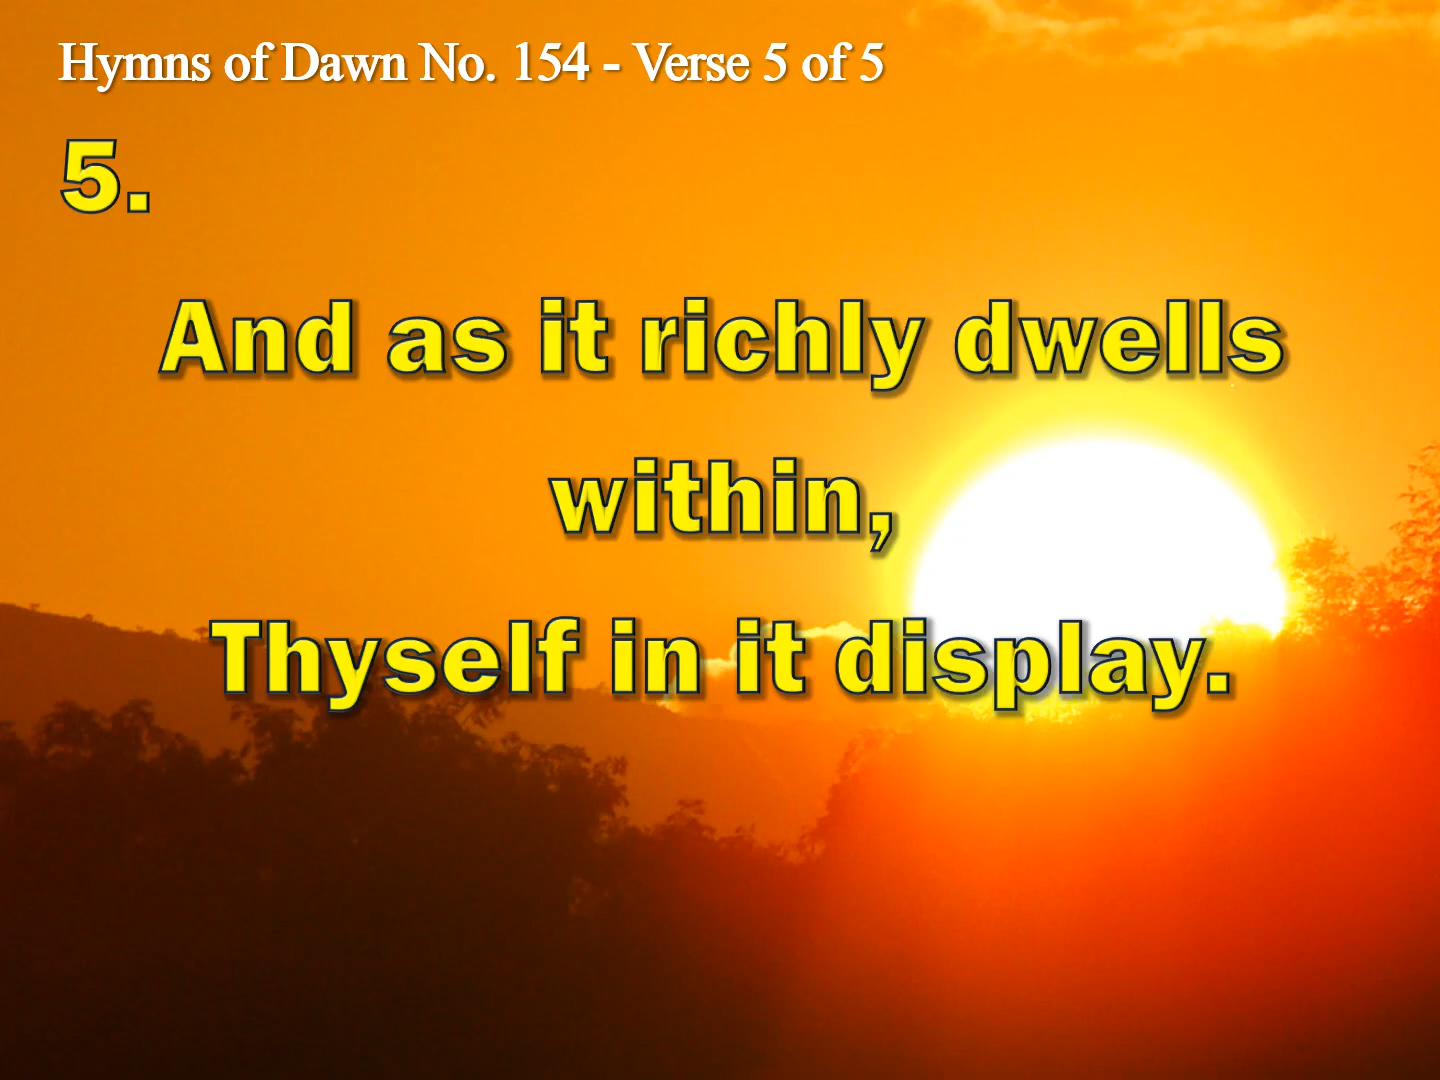 Hymns of Dawn No. 154 - Verse 5 of 5
5.
And as it richly dwells
within,
Thyself in it display.